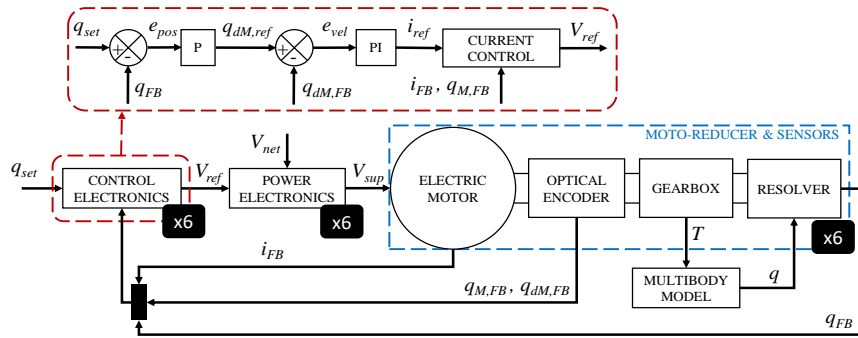 q_set
e_pos
P
q_dM,ref
e_vel
PI
i_ref
CURRENT
CONTROL
V_ref
+
-
+
-
q_FB
q_dM,FB
i_FB , q_M,FB
MOTO-REDUCER & SENSORS
q_set
CONTROL
ELECTRONICS
x6
V_ref
V_net
POWER
ELECTRONICS
x6
V_sup
ELECTRIC
MOTOR
OPTICAL
ENCODER
GEARBOX
RESOLVER
x6
T
MULTIBODY
MODEL
q
i_FB
q_M,FB , q_dM,FB
q_FB